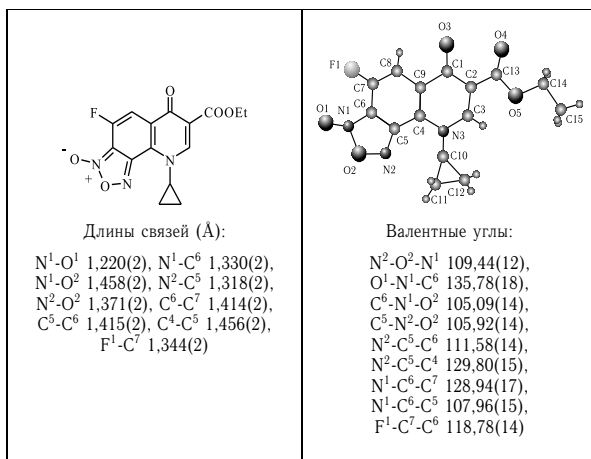 O
F
COOEt
-
O
N
+
O
N
N
Длины связей (Å):
N¹-O¹ 1,220(2), N¹-C⁶ 1,330(2),
N¹-O² 1,458(2), N²-C⁵ 1,318(2),
N²-O² 1,371(2), C⁶-C⁷ 1,414(2),
C⁵-C⁶ 1,415(2), C⁴-C⁵ 1,456(2),
F¹-C⁷ 1,344(2)
O3
O4
F1
C8
C1
C13
C9
C2
C14
C7
C6
C3
O5
C15
O1
N1
C4
N3
C5
C10
O2
N2
C12
C11
Валентные углы:
N²-O²-N¹ 109,44(12),
O¹-N¹-C⁶ 135,78(18),
C⁶-N¹-O² 105,09(14),
C⁵-N²-O² 105,92(14),
N²-C⁵-C⁶ 111,58(14),
N²-C⁵-C⁴ 129,80(15),
N¹-C⁶-C⁷ 128,94(17),
N¹-C⁶-C⁵ 107,96(15),
F¹-C⁷-C⁶ 118,78(14)